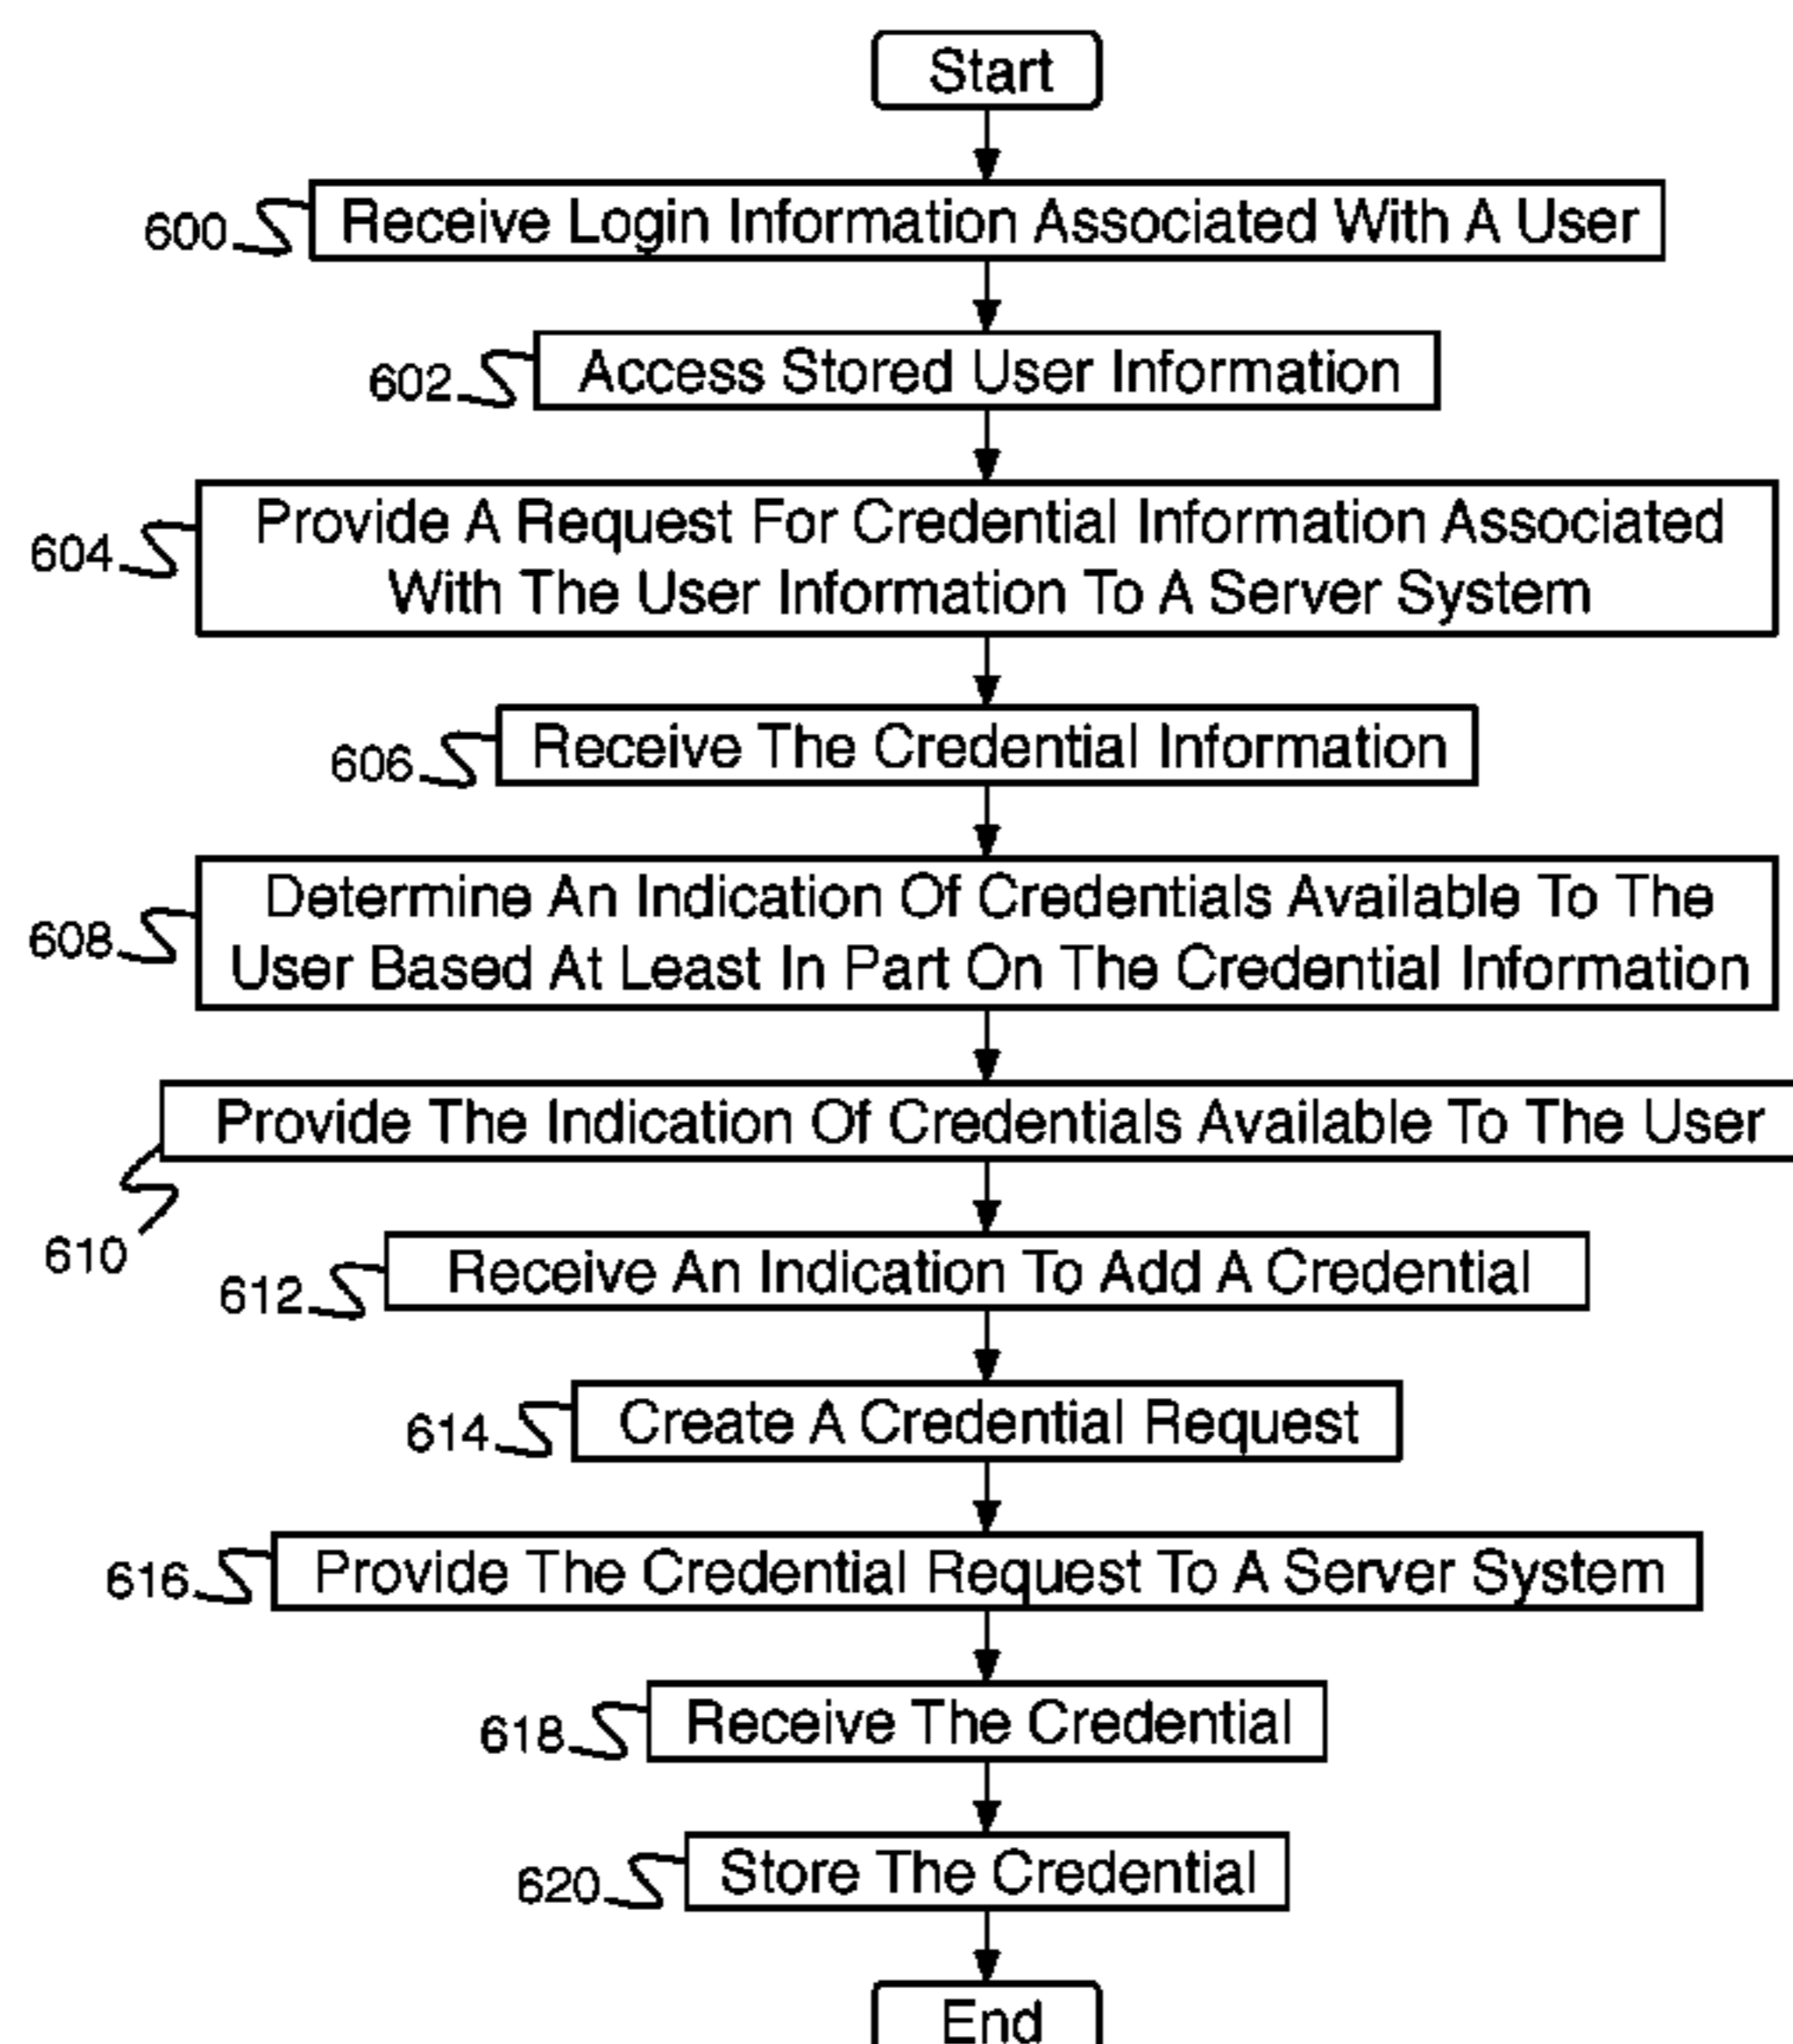 Start
600
Receive Login Information Associated With A User
602
Access Stored User Information
604
Provide A Request For Credential Information Associated
With The User Information To A Server System
606
Receive The Credential Information
608
Determine An Indication Of Credentials Available To The
User Based At Least In Part On The Credential Information
Provide The Indication Of Credentials Available To The User
610
612
Receive An Indication To Add A Credential
614
Create A Credential Request
616
Provide The Credential Request To A Server System
618
Receive The Credential
620
Store The Credential
End